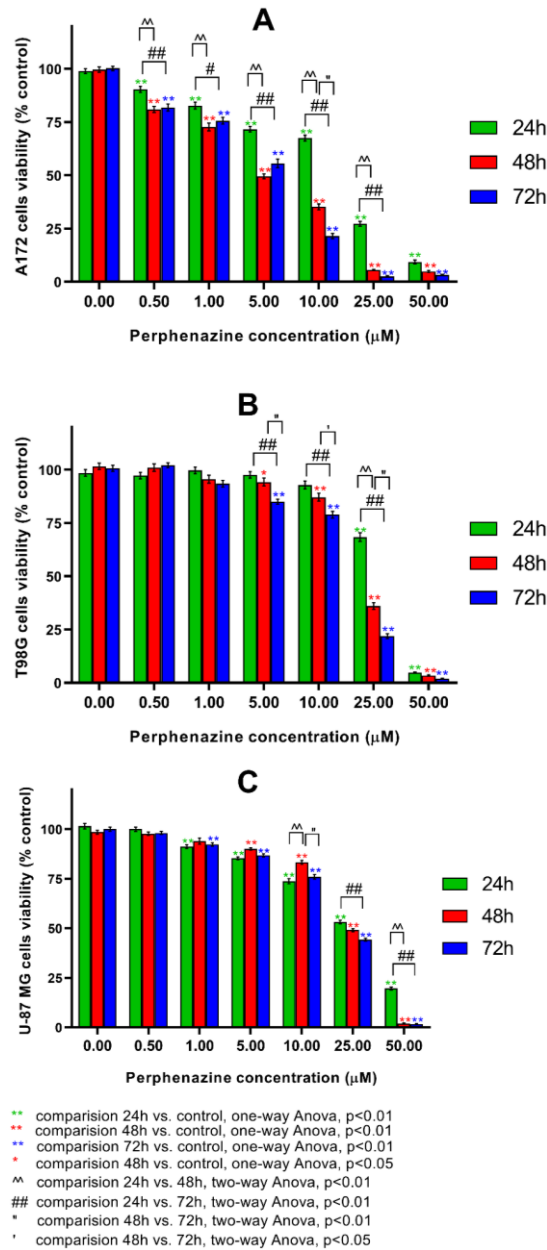 A
A172 cells viability (% control)
100
75
50
25
0
^^ ## ^^ # ^^ ## ^^ " ## ^^ ##
** ** ** ** ** ** ** ** ** ** ** ** ** ** ** ** ** **
0.00 0.50 1.00 5.00 10.00 25.00 50.00
Perphenazine concentration (μM)
24h
48h
72h
B
T98G cells viability (% control)
100
75
50
25
0
" ## ' ## ^^ " ##
* ** ** ** ** ** ** ** ** **
0.00 0.50 1.00 5.00 10.00 25.00 50.00
Perphenazine concentration (μM)
24h
48h
72h
C
U-87 MG cells viability (% control)
100
75
50
25
0
^^ " ## ^^ ##
** ** ** ** ** ** ** ** ** ** ** ** ** **
0.00 0.50 1.00 5.00 10.00 25.00 50.00
Perphenazine concentration (μM)
24h
48h
72h
** comparision 24h vs. control, one-way Anova, p<0.01
** comparision 48h vs. control, one-way Anova, p<0.01
** comparision 72h vs. control, one-way Anova, p<0.01
* comparision 48h vs. control, one-way Anova, p<0.05
^^ comparision 24h vs. 48h, two-way Anova, p<0.01
## comparision 24h vs. 72h, two-way Anova, p<0.01
" comparision 48h vs. 72h, two-way Anova, p<0.01
' comparision 48h vs. 72h, two-way Anova, p<0.05